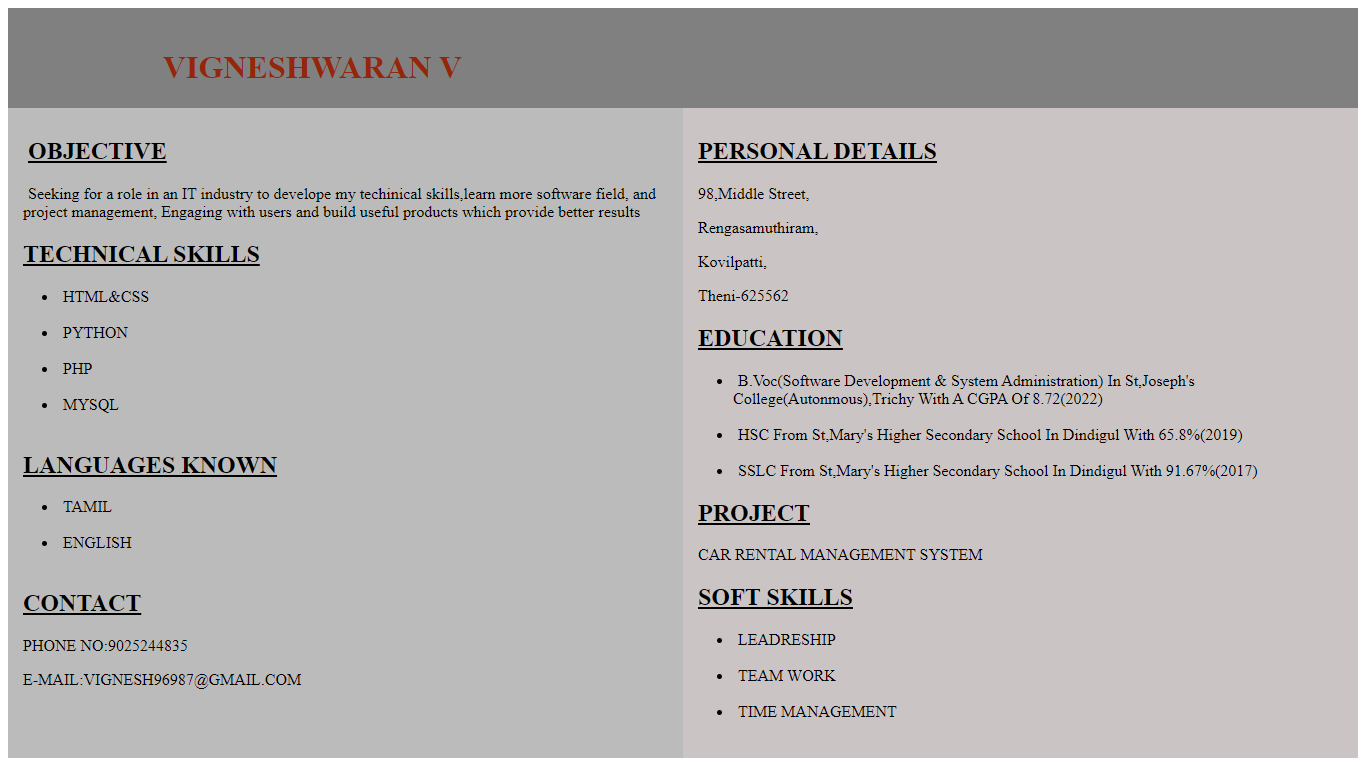 VIGNESHWARAN V
OBJECTIVE
Seeking for a role in an IT industry to develope my techinical skills,learn more software field, and
project management, Engaging with users and build useful products which provide better results
TECHNICAL SKILLS
HTML&CSS
PYTHON
PHP
MYSQL
LANGUAGES KNOWN
TAMIL
ENGLISH
CONTACT
PHONE NO:9025244835
E-MAIL:VIGNESH96987@GMAIL.COM
PERSONAL DETAILS
98,Middle Street,
Rengasamuthiram,
Kovilpatti,
Theni-625562
EDUCATION
B.Voc(Software Development & System Administration) In St,Joseph's
College(Autonmous),Trichy With A CGPA Of 8.72(2022)
HSC From St,Mary's Higher Secondary School In Dindigul With 65.8%(2019)
SSLC From St,Mary's Higher Secondary School In Dindigul With 91.67%(2017)
PROJECT
CAR RENTAL MANAGEMENT SYSTEM
SOFT SKILLS
LEADRESHIP
TEAM WORK
TIME MANAGEMENT